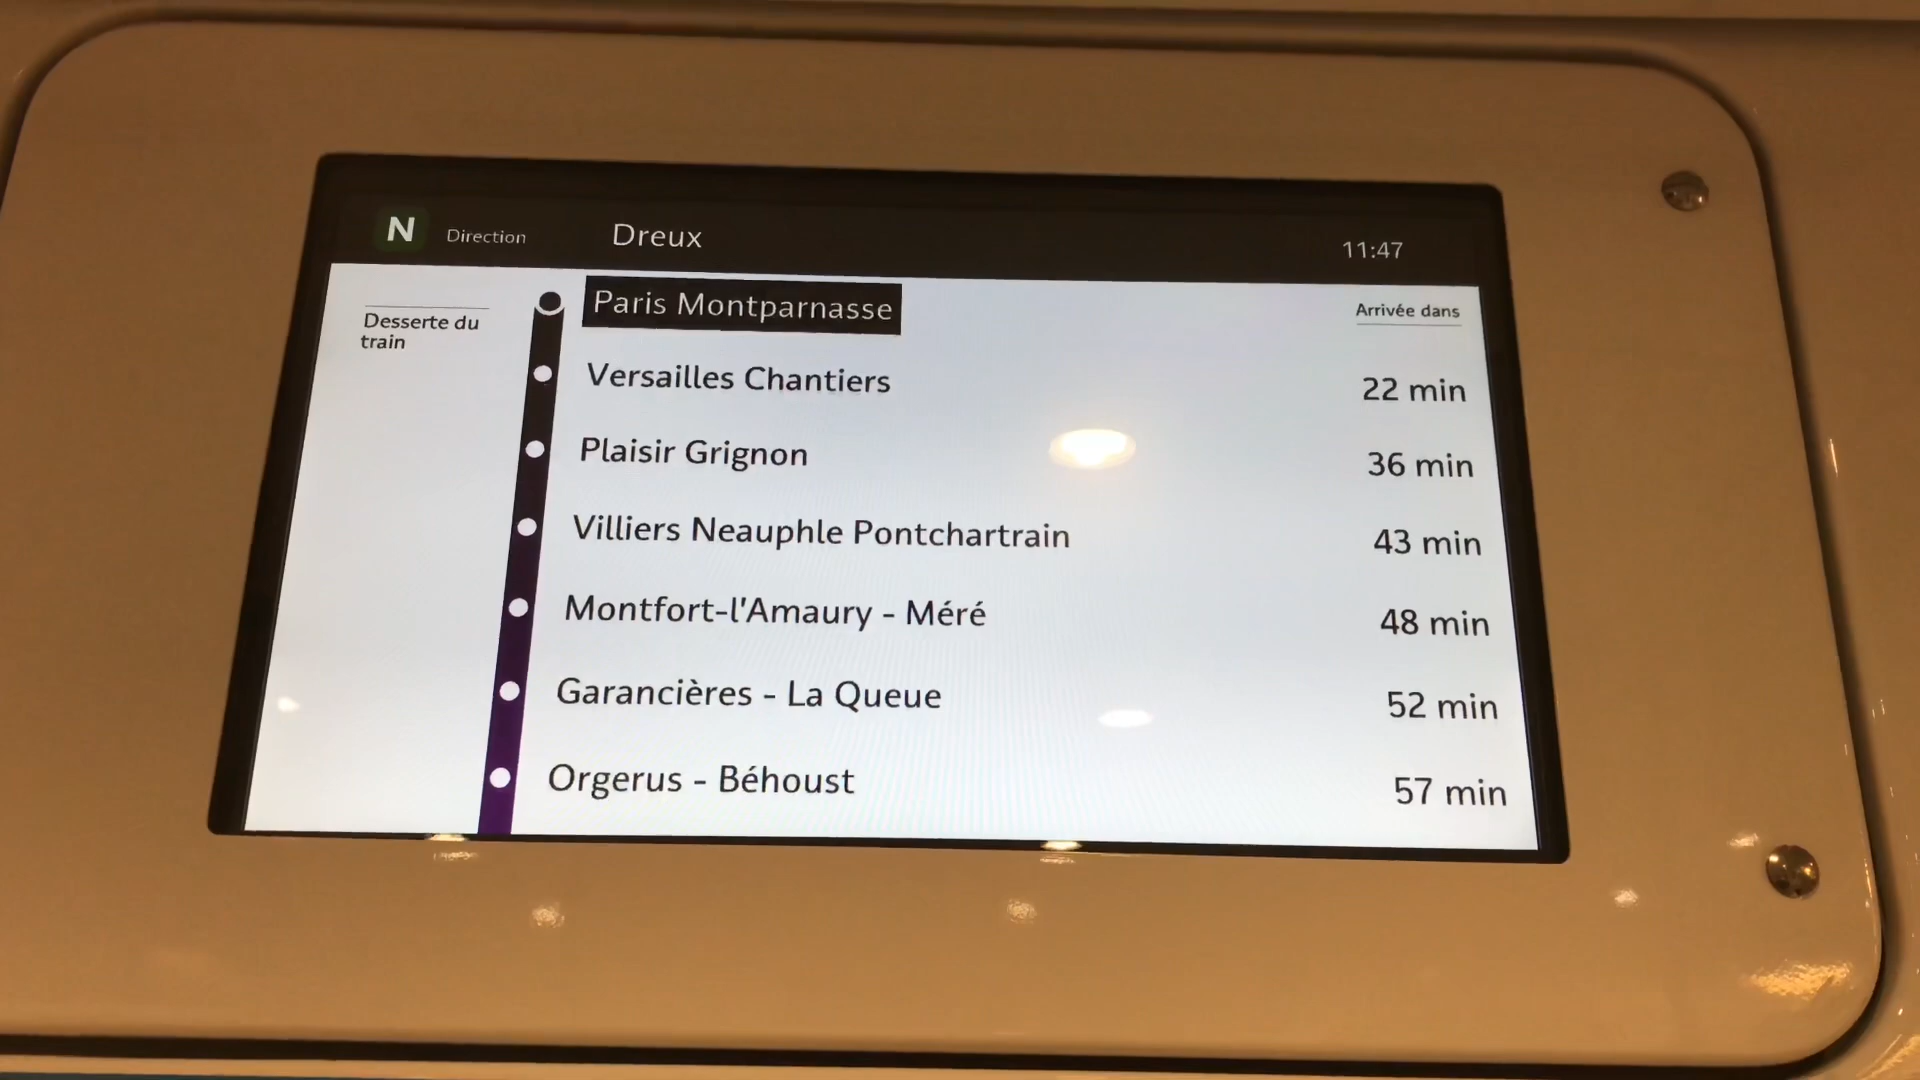 N Direction Dreux 11:47
Paris Montparnasse Arrivée dans
Desserte du
train
Versailles Chantiers 22 min
Plaisir Grignon 36 min
Villiers Neauphle Pontchartrain 43 min
Montfort-l'Amaury - Méré 48 min
Garancières - La Queue 52 min
Orgerus - Béhoust 57 min